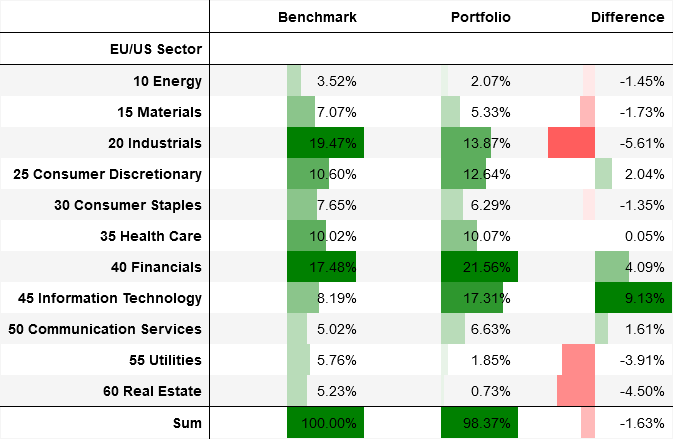 Benchmark Portfolio Difference
EU/US Sector
10 Energy 3.52% 2.07% -1.45%
15 Materials 7.07% 5.33% -1.73%
20 Industrials 19.47% 13.87% -5.61%
25 Consumer Discretionary 10.60% 12.64% 2.04%
30 Consumer Staples 7.65% 6.29% -1.35%
35 Health Care 10.02% 10.07% 0.05%
40 Financials 17.48% 21.56% 4.09%
45 Information Technology 8.19% 17.31% 9.13%
50 Communication Services 5.02% 6.63% 1.61%
55 Utilities 5.76% 1.85% -3.91%
60 Real Estate 5.23% 0.73% -4.50%
Sum 100.00% 98.37% -1.63%